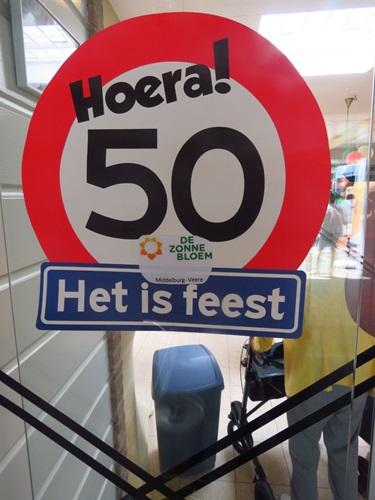 Hoera!
50
DE
ZONNE
BLOEM
Middelburg - Veere
Het is feest